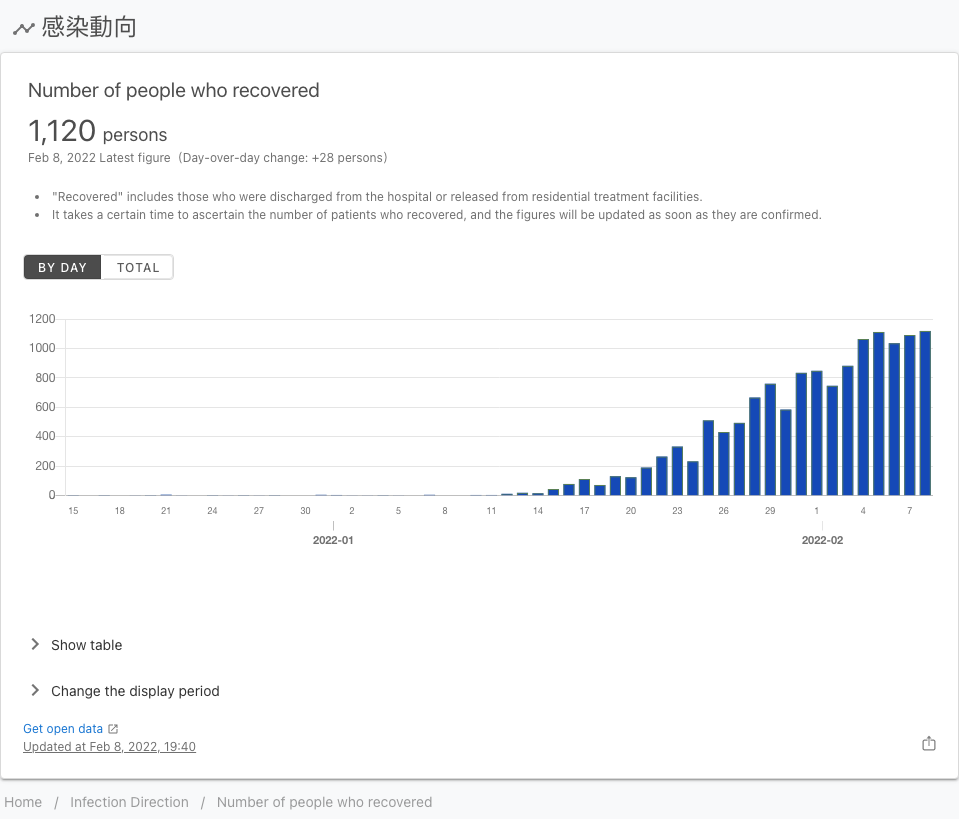 感染動向
Number of people who recovered
1,120 persons
Feb 8, 2022 Latest figure (Day-over-day change: +28 persons)
• "Recovered" includes those who were discharged from the hospital or released from residential treatment facilities.
• It takes a certain time to ascertain the number of patients who recovered, and the figures will be updated as soon as they are confirmed.
BY DAY TOTAL
1200
1000
800
600
400
200
0
15 18 21 24 27 30 2 5 8 11 14 17 20 23 26 29 1 4 7
2022-01 2022-02
Show table
Change the display period
Get open data
Updated at Feb 8, 2022, 19:40
Home / Infection Direction / Number of people who recovered